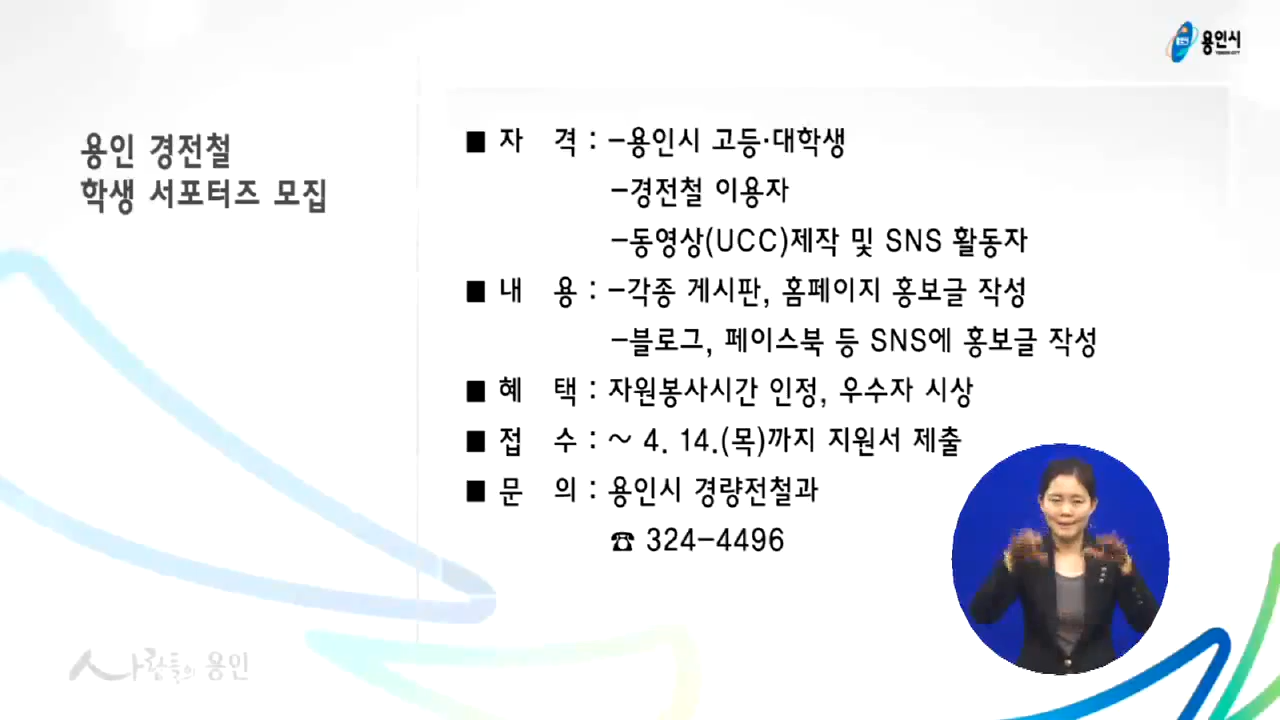 용인시
용인 경전철
학생 서포터즈 모집
■ 자 격 : -용인시 고등·대학생
-경전철 이용자
-동영상(UCC)제작 및 SNS 활동자
■ 내 용 : -각종 게시판, 홈페이지 홍보글 작성
-블로그, 페이스북 등 SNS에 홍보글 작성
■ 혜 택 : 자원봉사시간 인정, 우수자 시상
■ 접 수 : ~ 4. 14.(목)까지 지원서 제출
■ 문 의 : 용인시 경량전철과
☎ 324-4496
사람들의 용인